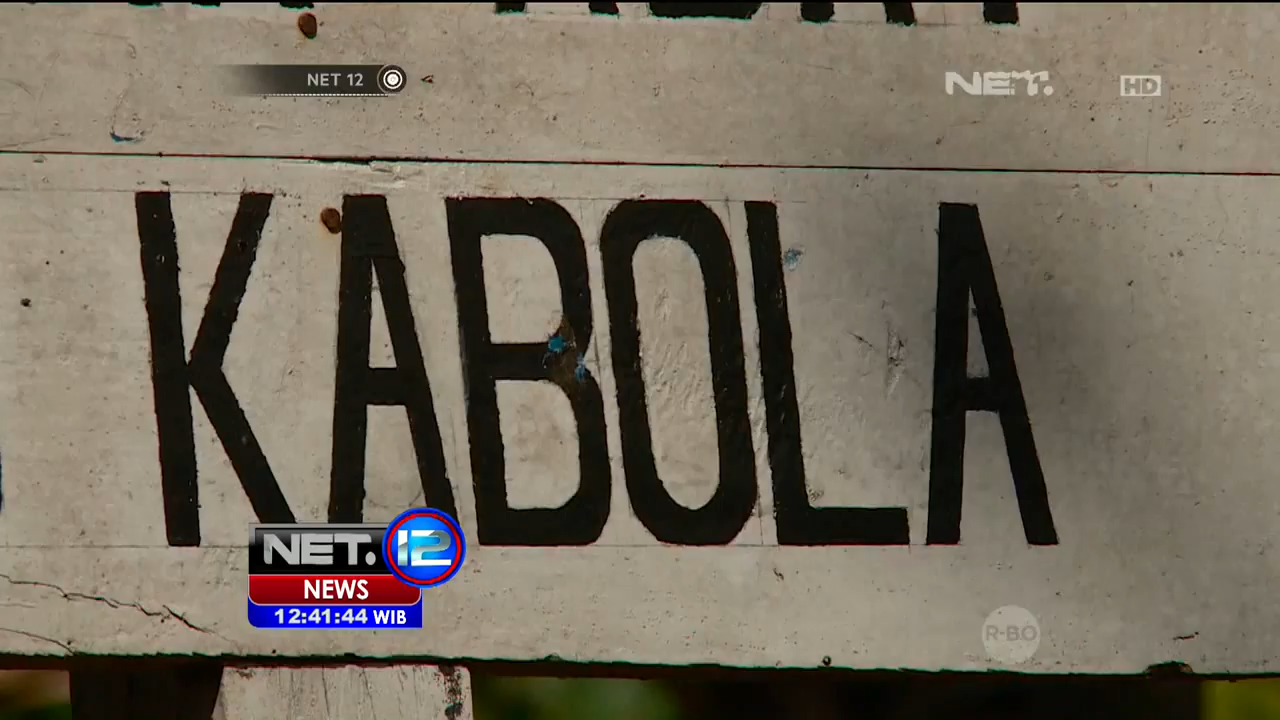 NET 12
NET.
HD
KABOLA
NET. 12
NEWS
12:41:44 WIB
R-BO